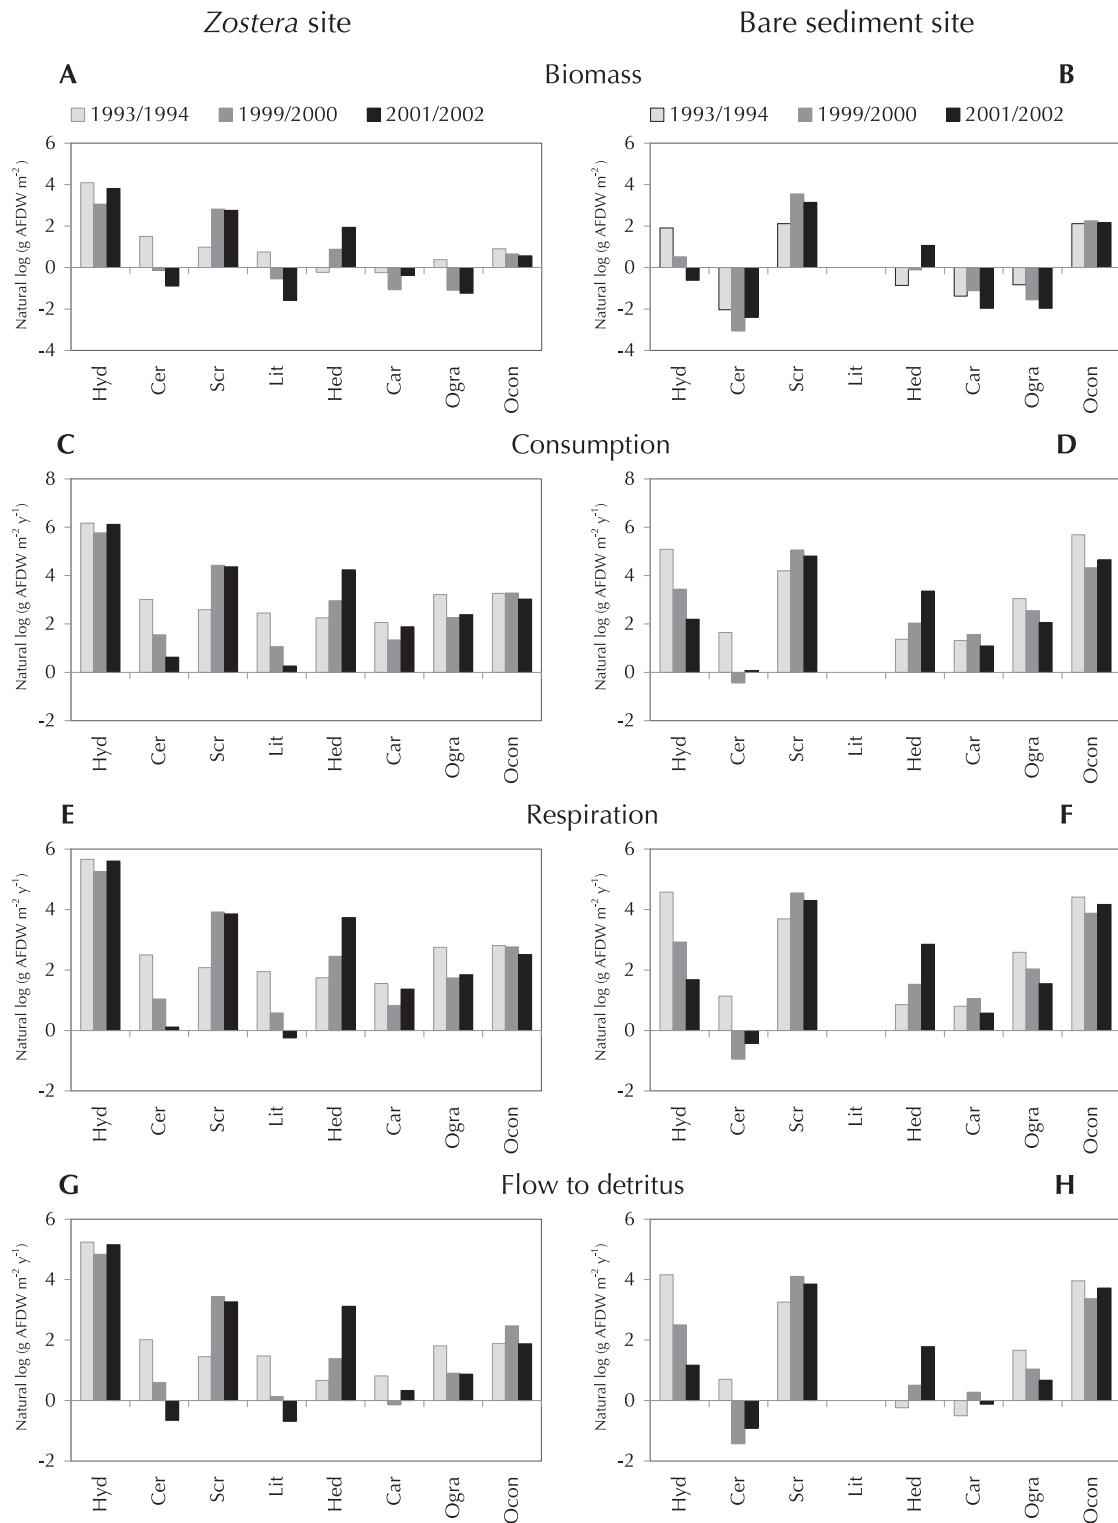 Zostera site
Bare sediment site
A
Biomass
B
1993/1994 1999/2000 2001/2002
1993/1994 1999/2000 2001/2002
Natural log (g AFDW m-2)
6
4
2
0
-2
-4
Hyd Cer Scr Lit Hed Car Ogra Ocon
Natural log (g AFDW m-2)
6
4
2
0
-2
-4
Hyd Cer Scr Lit Hed Car Ogra Ocon
C
Consumption
D
Natural log (g AFDW m-2 y-1)
8
6
4
2
0
-2
Hyd Cer Scr Lit Hed Car Ogra Ocon
Natural log (g AFDW m-2 y-1)
8
6
4
2
0
-2
Hyd Cer Scr Lit Hed Car Ogra Ocon
E
Respiration
F
Natural log (g AFDW m-2 y-1)
6
4
2
0
-2
Hyd Cer Scr Lit Hed Car Ogra Ocon
Natural log (g AFDW m-2 y-1)
6
4
2
0
-2
Hyd Cer Scr Lit Hed Car Ogra Ocon
G
Flow to detritus
H
Natural log (g AFDW m-2 y-1)
6
4
2
0
-2
Hyd Cer Scr Lit Hed Car Ogra Ocon
Natural log (g AFDW m-2 y-1)
6
4
2
0
-2
Hyd Cer Scr Lit Hed Car Ogra Ocon